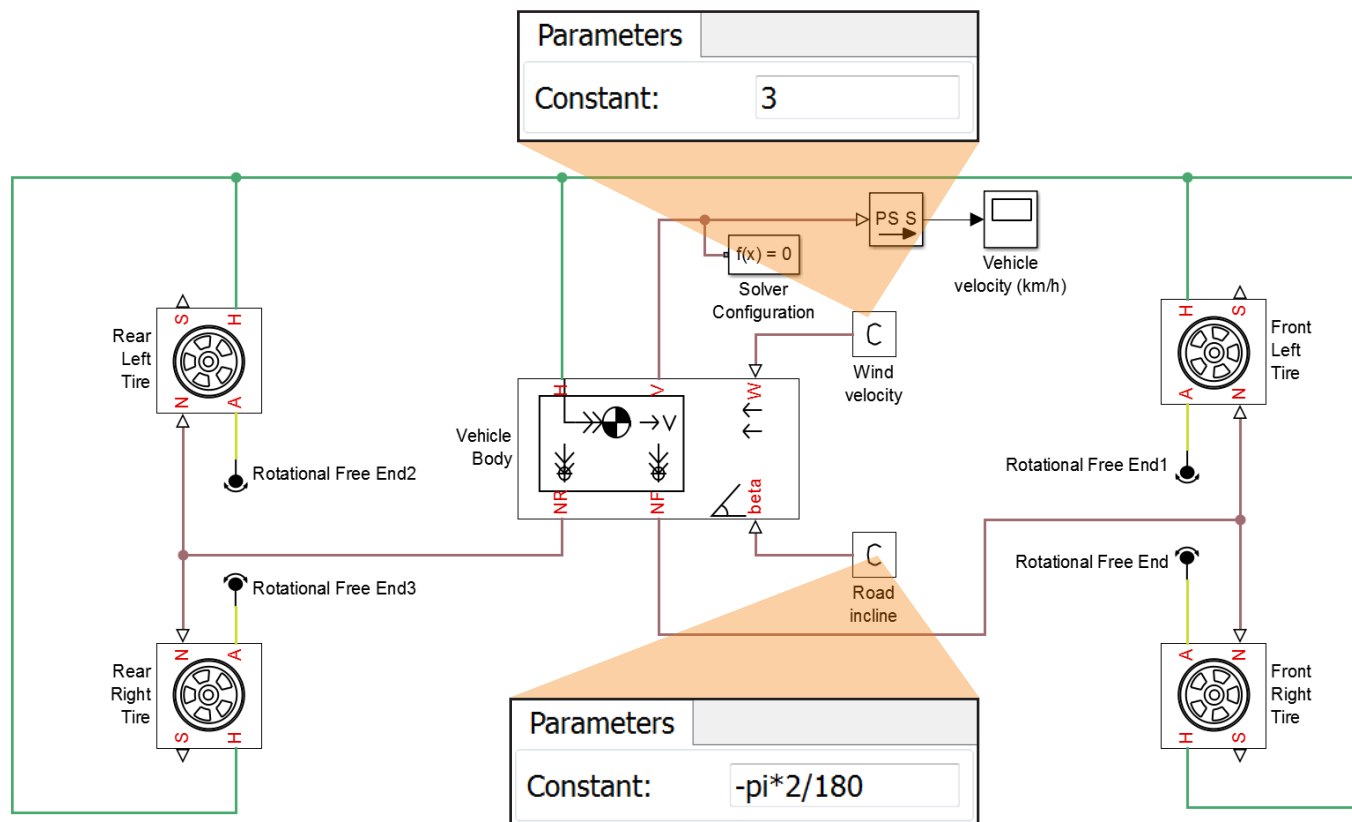 Parameters
Constant:
3
PS S
f(x) = 0
Solver
Configuration
Vehicle
velocity (km/h)
Rear
Left
Tire
S
H
N
A
Rotational Free End2
C
Wind
velocity
Vehicle
Body
H
V
W
V
NR
NF
beta
H
S
Front
Left
Tire
A
N
Rotational Free End1
Rotational Free End3
C
Road
incline
Rotational Free End
Rear
Right
Tire
N
A
S
H
A
N
Front
Right
Tire
H
S
Parameters
Constant:
-pi*2/180